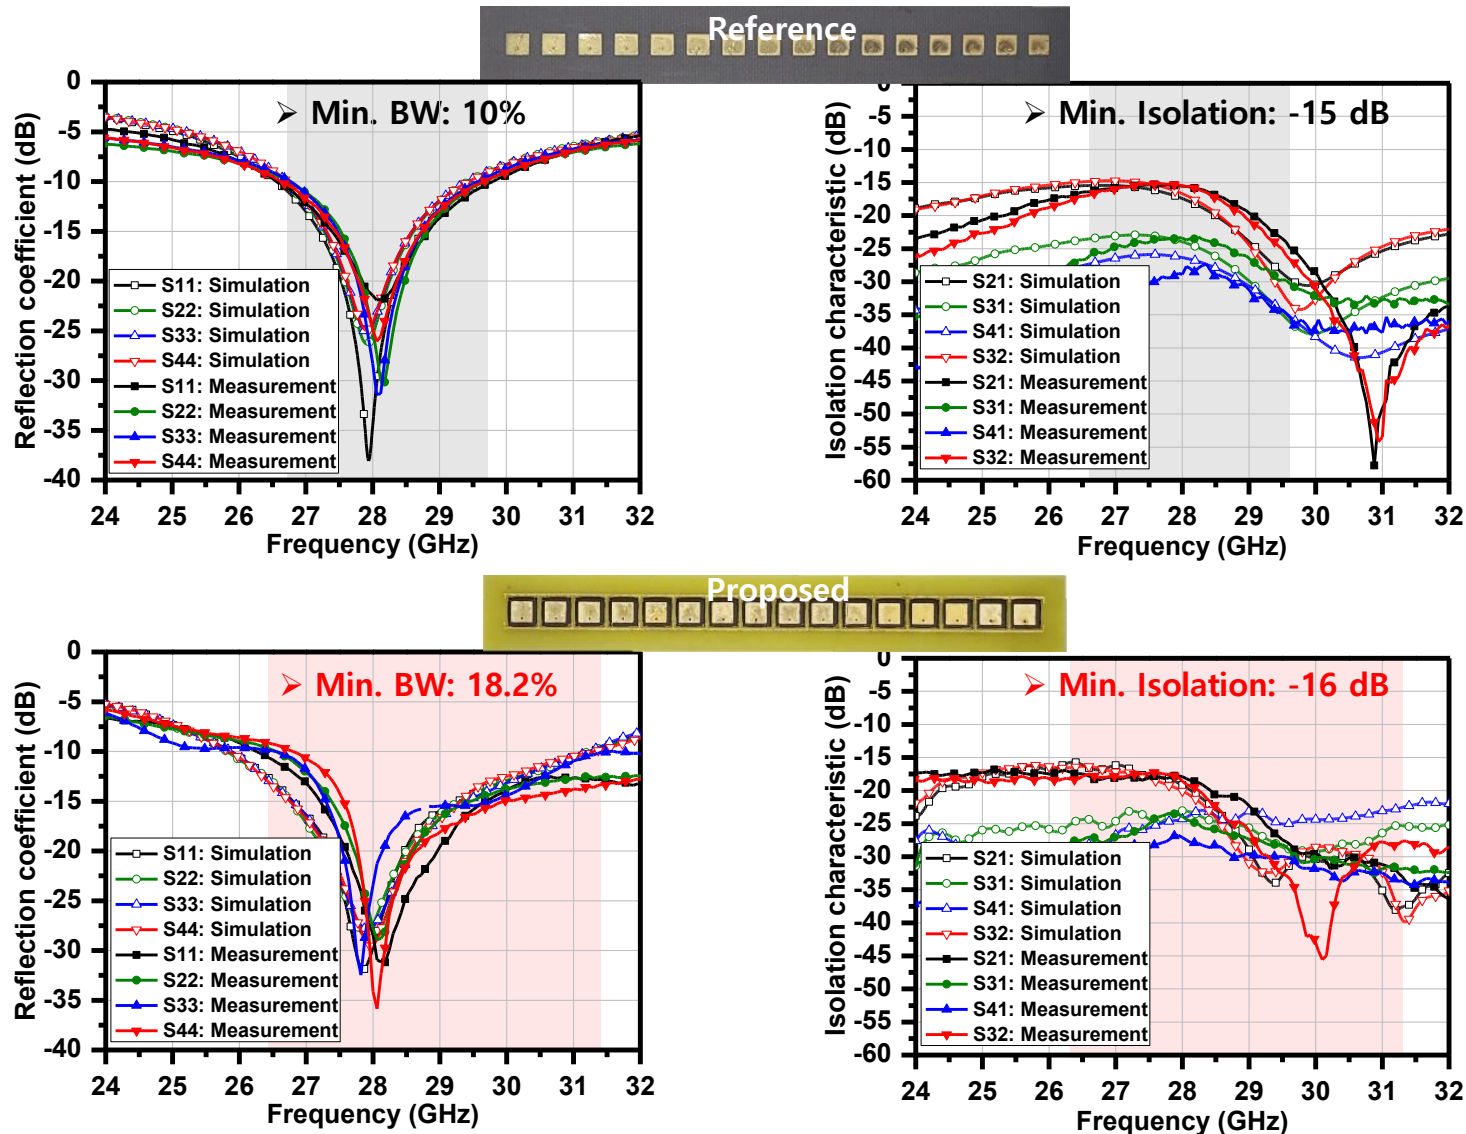 Reference
➢ Min. BW: 10%
Reflection coefficient (dB)
0
-5
-10
-15
-20
-25
-30
-35
-40
S11: Simulation
S22: Simulation
S33: Simulation
S44: Simulation
S11: Measurement
S22: Measurement
S33: Measurement
S44: Measurement
24 25 26 27 28 29 30 31 32
Frequency (GHz)
➢ Min. Isolation: -15 dB
Isolation characteristic (dB)
0
-5
-10
-15
-20
-25
-30
-35
-40
-45
-50
-55
-60
S21: Simulation
S31: Simulation
S41: Simulation
S32: Simulation
S21: Measurement
S31: Measurement
S41: Measurement
S32: Measurement
24 25 26 27 28 29 30 31 32
Frequency (GHz)
Proposed
➢ Min. BW: 18.2%
Reflection coefficient (dB)
0
-5
-10
-15
-20
-25
-30
-35
-40
S11: Simulation
S22: Simulation
S33: Simulation
S44: Simulation
S11: Measurement
S22: Measurement
S33: Measurement
S44: Measurement
24 25 26 27 28 29 30 31 32
Frequency (GHz)
➢ Min. Isolation: -16 dB
Isolation characteristic (dB)
0
-5
-10
-15
-20
-25
-30
-35
-40
-45
-50
-55
-60
S21: Simulation
S31: Simulation
S41: Simulation
S32: Simulation
S21: Measurement
S31: Measurement
S41: Measurement
S32: Measurement
24 25 26 27 28 29 30 31 32
Frequency (GHz)